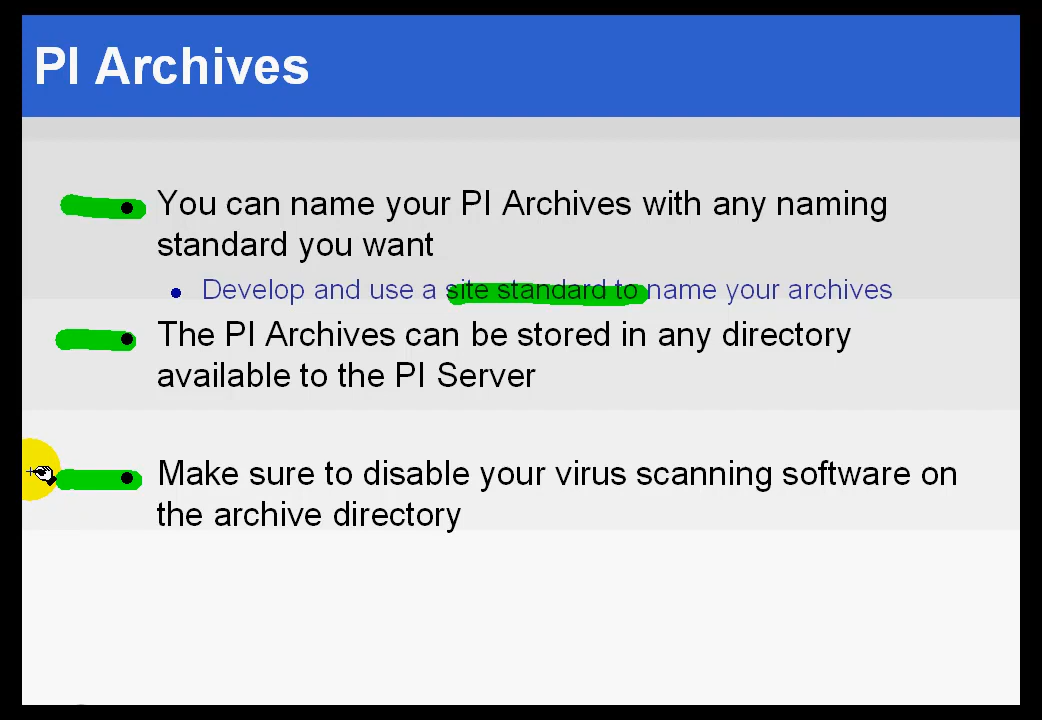 PI Archives
You can name your PI Archives with any naming
standard you want
Develop and use a site standard to name your archives
The PI Archives can be stored in any directory
available to the PI Server
Make sure to disable your virus scanning software on
the archive directory